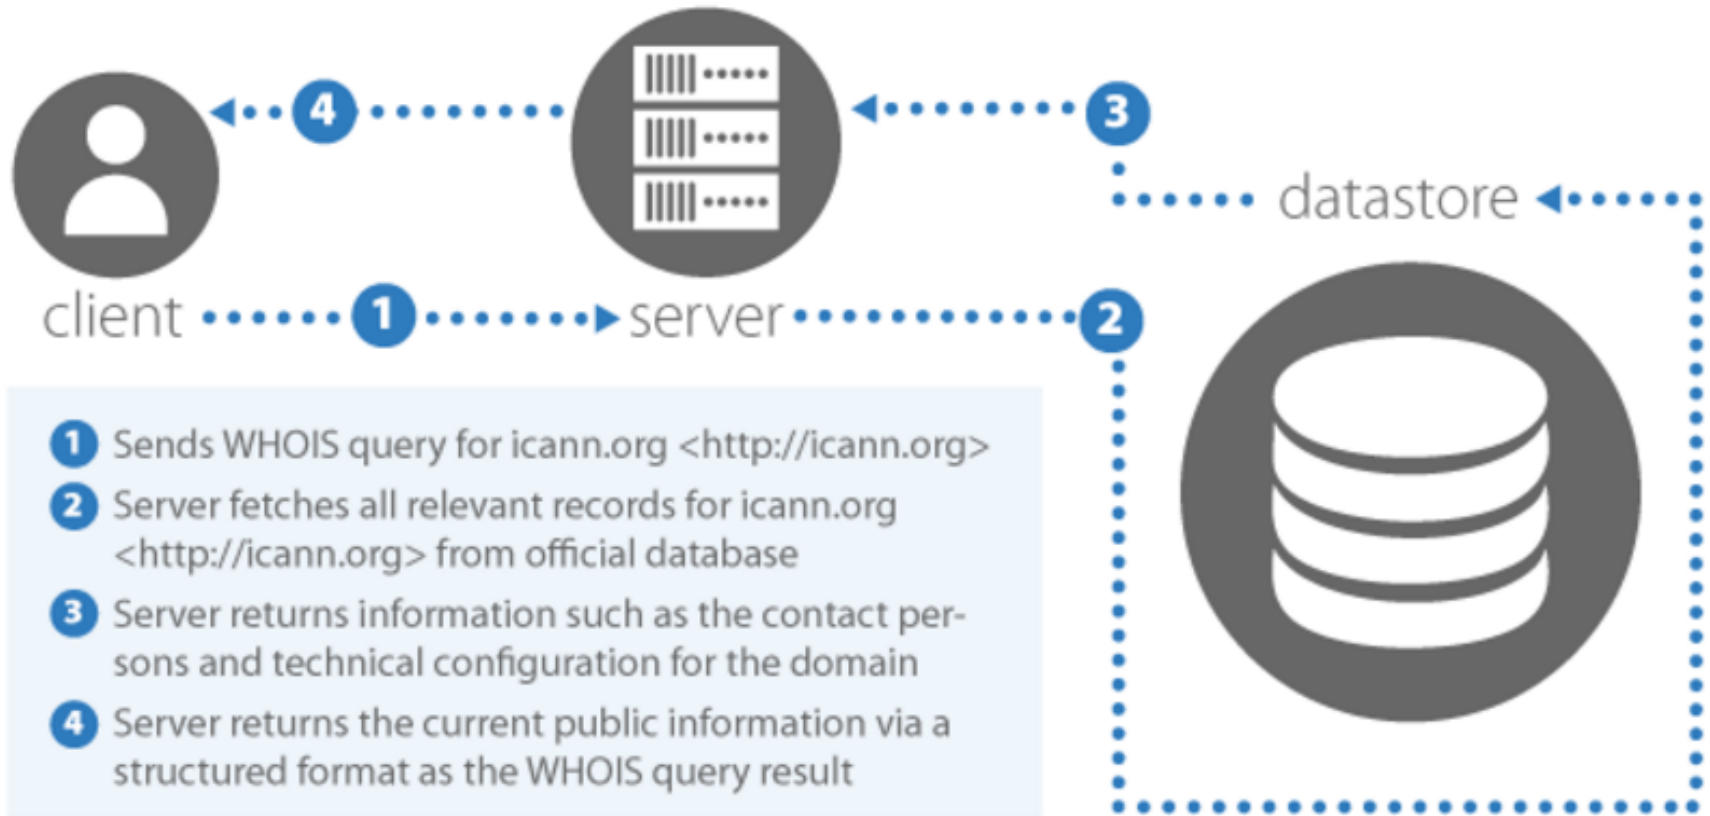 4
3
datastore
client
1
server
2
1 Sends WHOIS query for icann.org <http://icann.org>
2 Server fetches all relevant records for icann.org
<http://icann.org> from official database
3 Server returns information such as the contact per-
sons and technical configuration for the domain
4 Server returns the current public information via a
structured format as the WHOIS query result